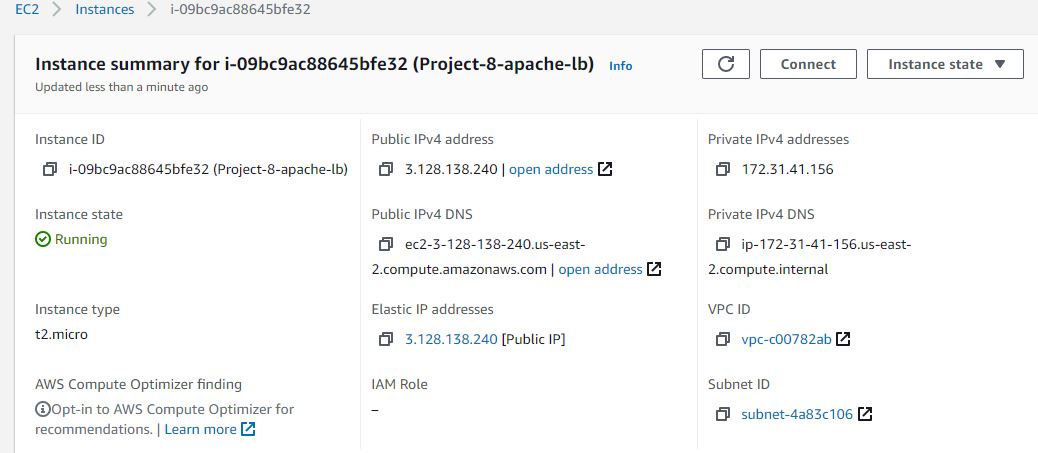 EC2 > Instances > i-09bc9ac88645bfe32
Instance summary for i-09bc9ac88645bfe32 (Project-8-apache-lb) Info
Updated less than a minute ago
Connect
Instance state
Instance ID
i-09bc9ac88645bfe32 (Project-8-apache-lb)
Public IPv4 address
3.128.138.240 | open address
Private IPv4 addresses
172.31.41.156
Instance state
Running
Public IPv4 DNS
ec2-3-128-138-240.us-east-
2.compute.amazonaws.com | open address
Private IPv4 DNS
ip-172-31-41-156.us-east-
2.compute.internal
Instance type
t2.micro
Elastic IP addresses
3.128.138.240 [Public IP]
VPC ID
vpc-c00782ab
AWS Compute Optimizer finding
Opt-in to AWS Compute Optimizer for
recommendations. | Learn more
IAM Role
–
Subnet ID
subnet-4a83c106